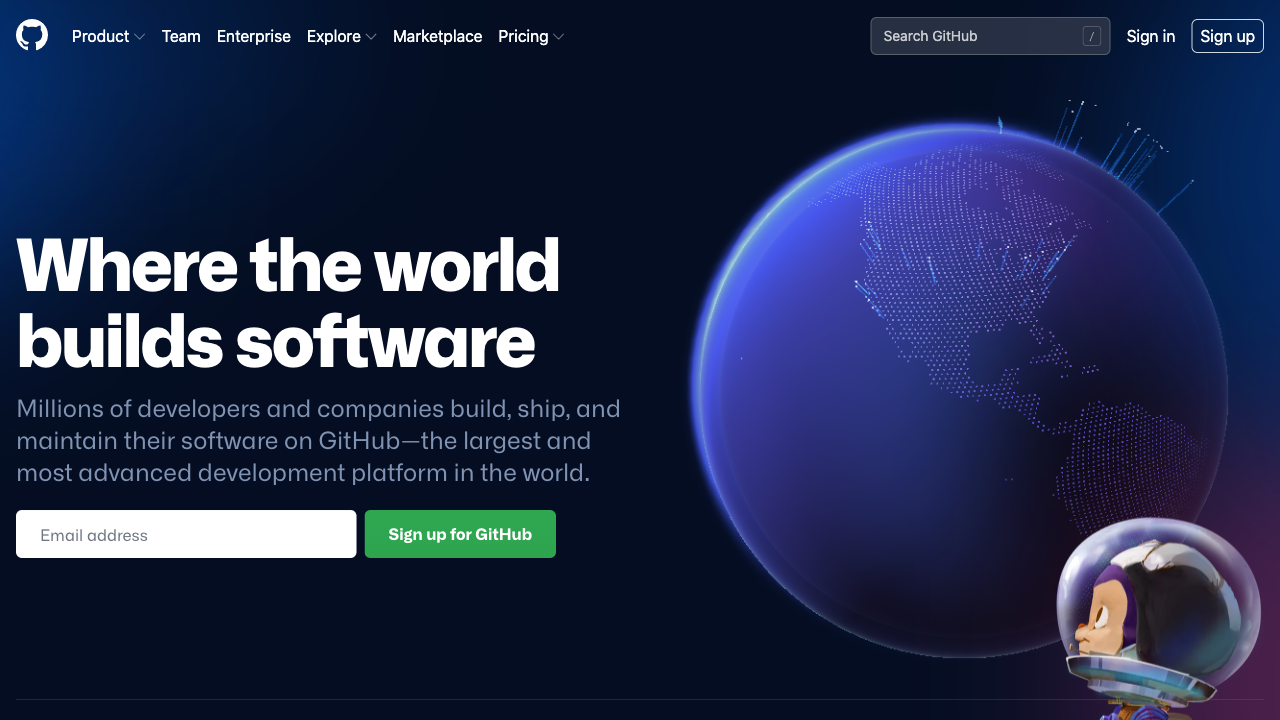 Product
Team
Enterprise
Explore
Marketplace
Pricing
Search GitHub
/
Sign in
Sign up
Where the world
builds software
Millions of developers and companies build, ship, and
maintain their software on GitHub—the largest and
most advanced development platform in the world.
Email address
Sign up for GitHub